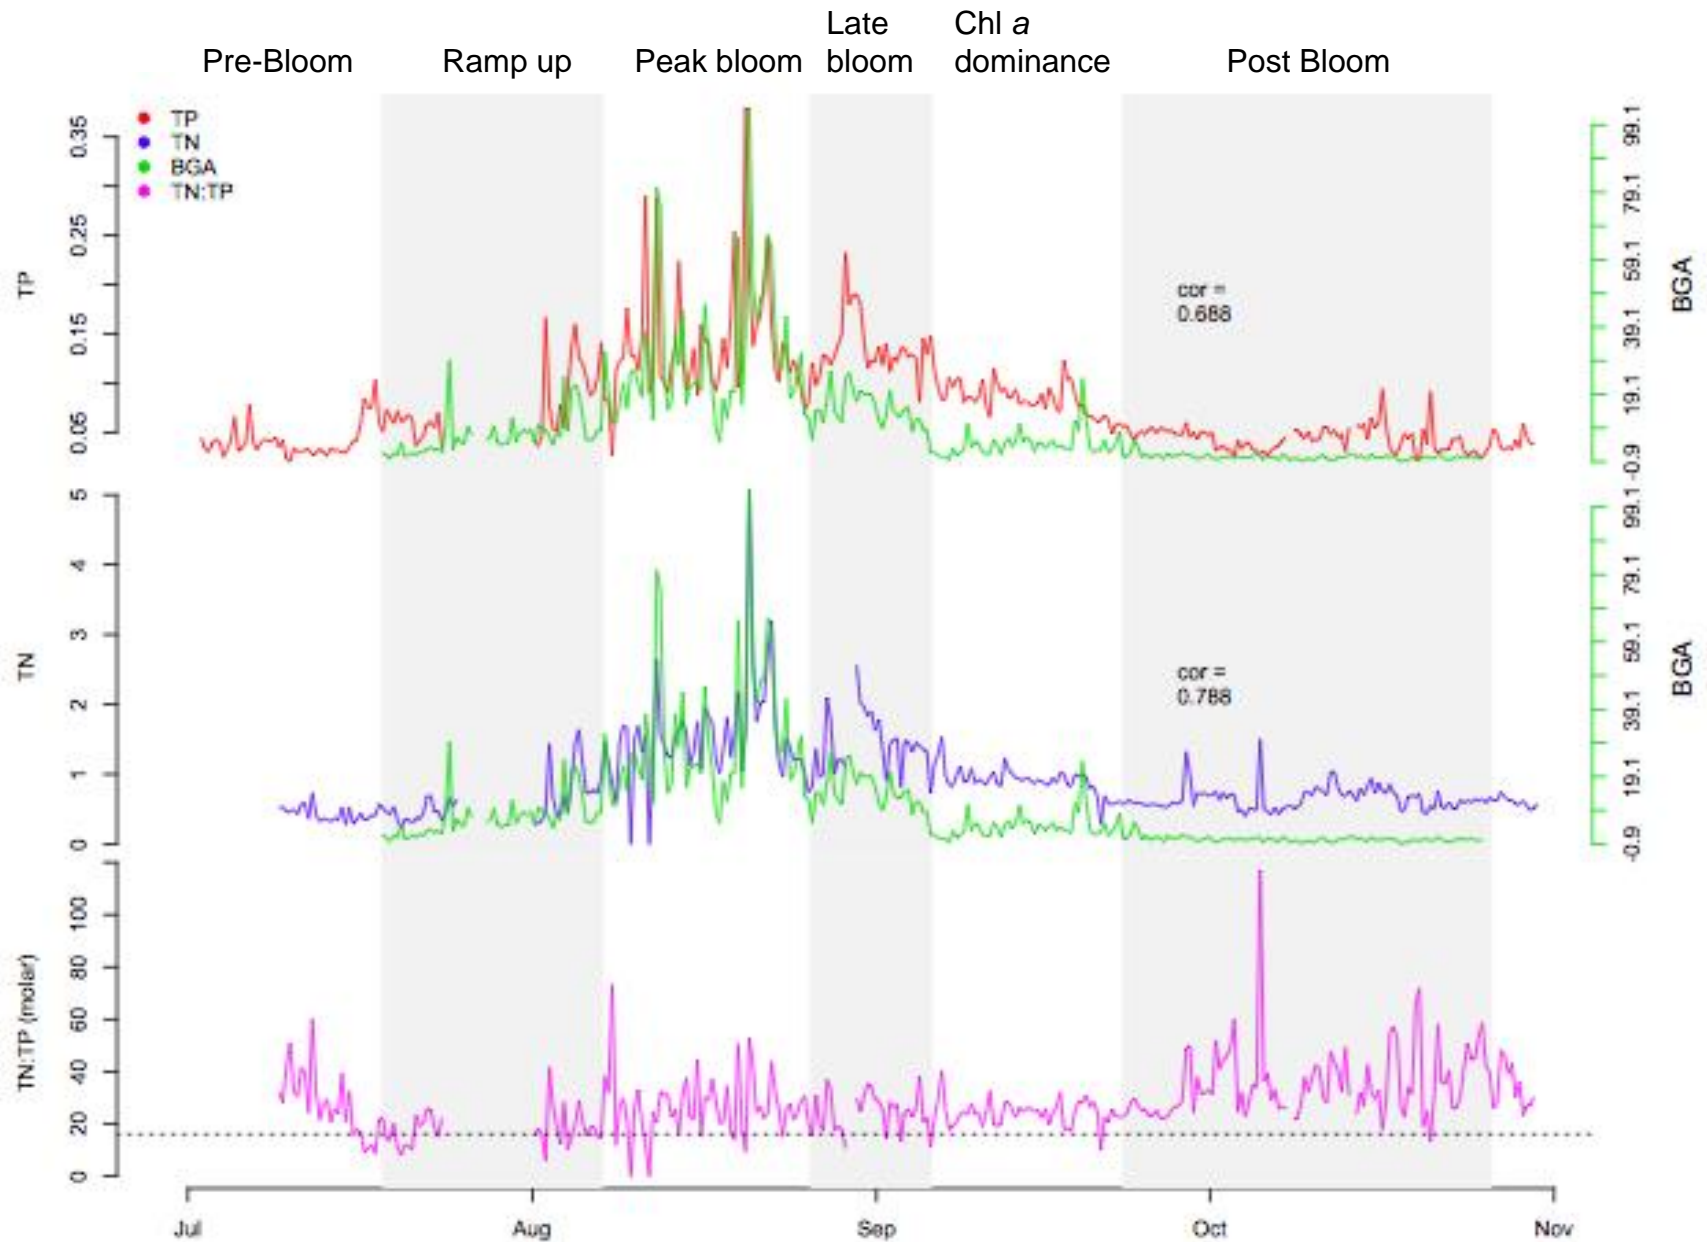 Late
Chl a
Pre-Bloom
Ramp up
Peak bloom
bloom
dominance
Post Bloom
TP
TN
BGA
TN:TP
0.35
0.25
0.15
0.05
TP
99.1
79.1
59.1
39.1
19.1
-0.9
BGA
cor =
0.688
5
4
3
2
1
0
TN
99.1
79.1
59.1
39.1
19.1
-0.9
BGA
cor =
0.788
100
80
60
40
20
0
TN:TP (molar)
Jul
Aug
Sep
Oct
Nov